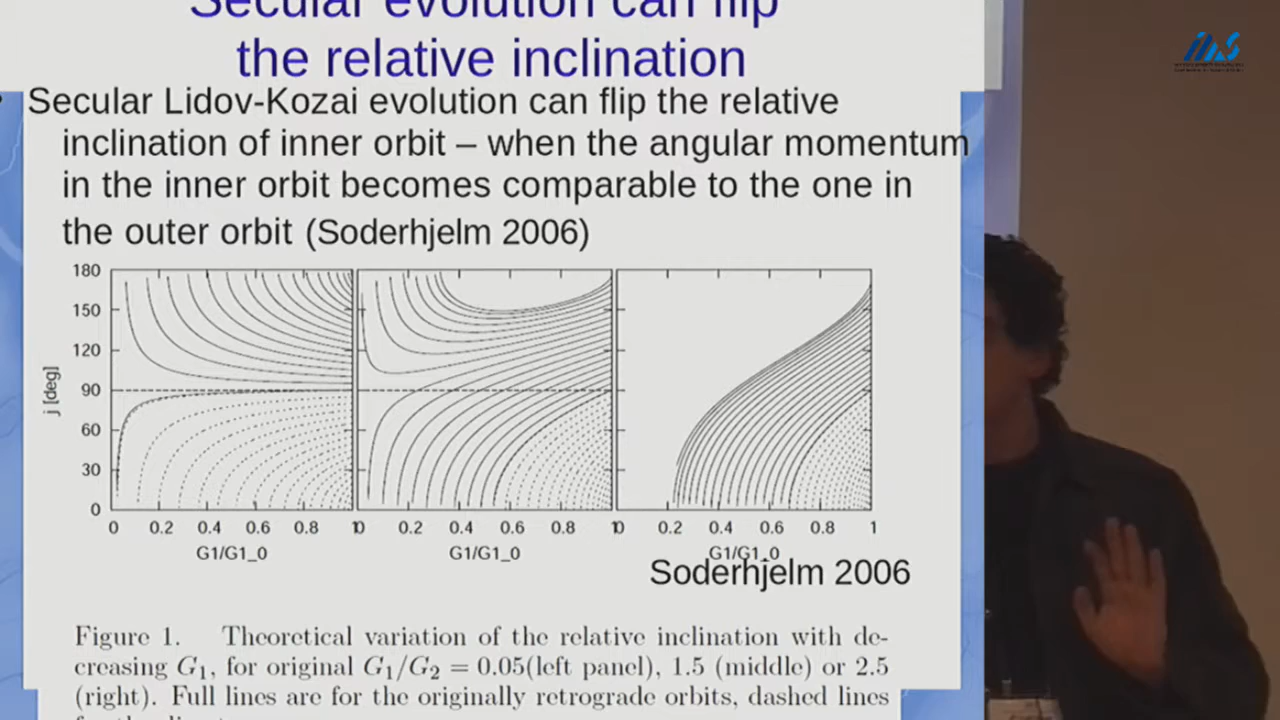 Secular evolution can flip
the relative inclination
Secular Lidov-Kozai evolution can flip the relative
inclination of inner orbit – when the angular momentum
in the inner orbit becomes comparable to the one in
the outer orbit (Soderhjelm 2006)
180
150
120
90
60
30
0
j [deg]
0 0.2 0.4 0.6 0.8 1
0 0.2 0.4 0.6 0.8 1
0 0.2 0.4 0.6 0.8 1
G1/G1_0 G1/G1_0 G1/G1_0
Soderhjelm 2006
Figure 1. Theoretical variation of the relative inclination with de-
creasing G1, for original G1/G2 = 0.05(left panel), 1.5 (middle) or 2.5
(right). Full lines are for the originally retrograde orbits, dashed lines